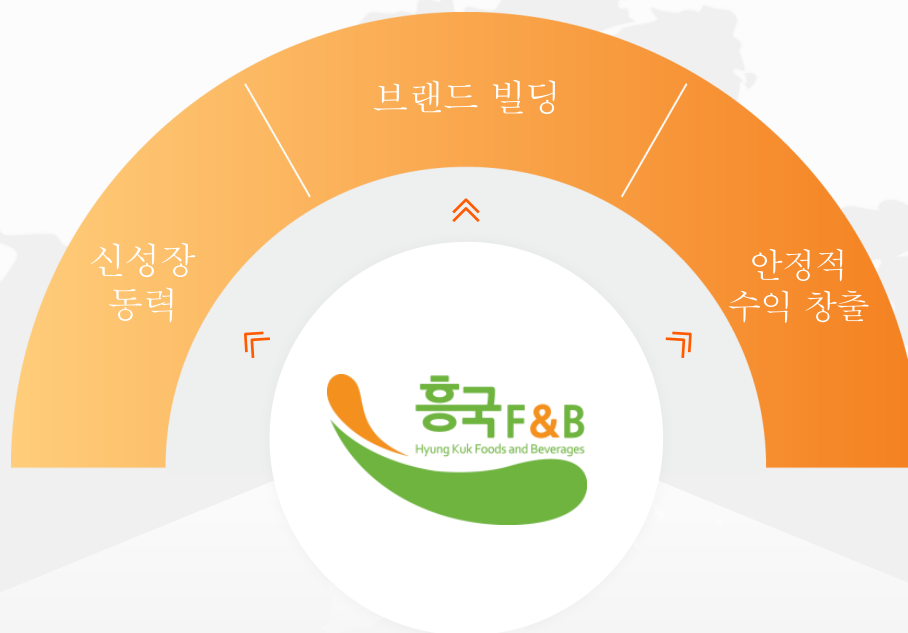 브랜드 빌딩
신성장
동력
안정적
수익 창출
흥국F&B
Hyung Kuk Foods and Beverages